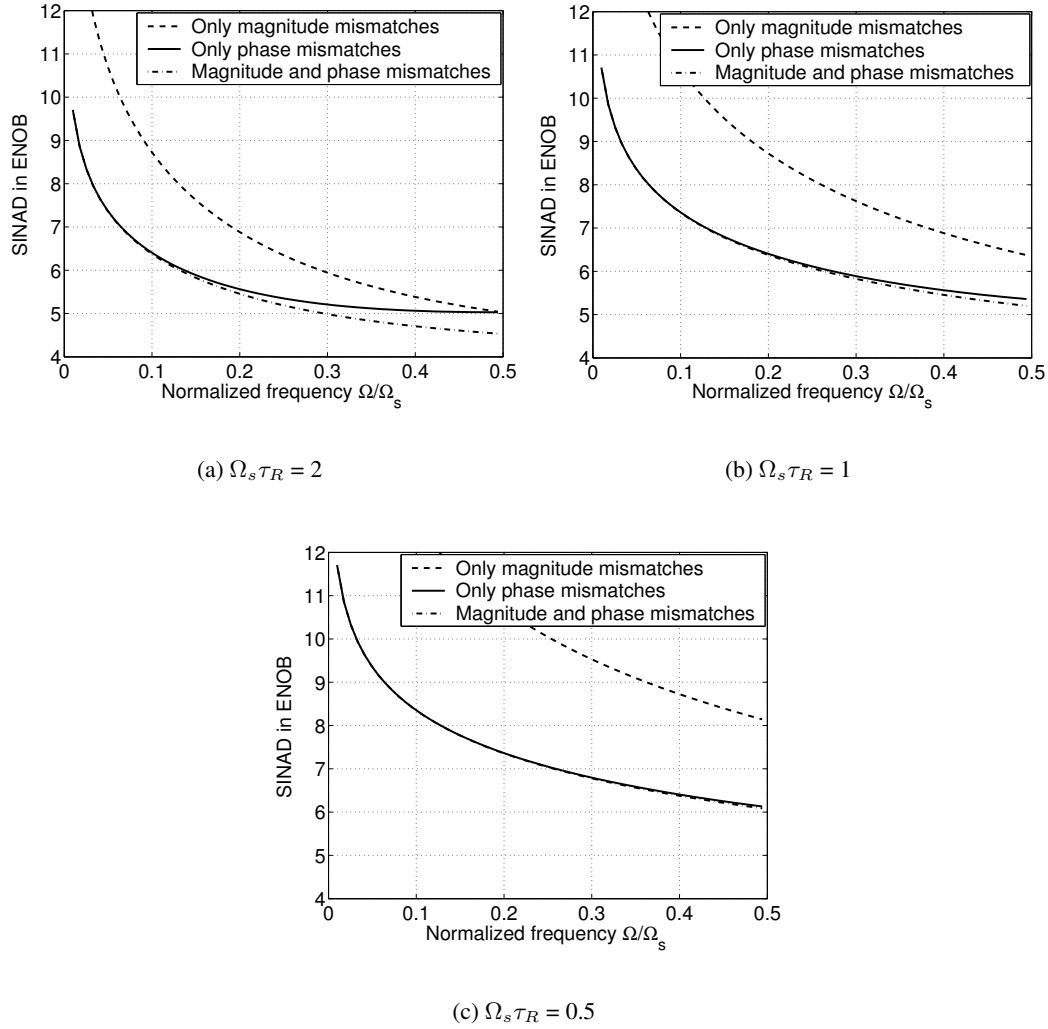 12
11
10
9
8
7
6
5
4
SINAD in ENOB
Only magnitude mismatches
Only phase mismatches
Magnitude and phase mismatches
0 0.1 0.2 0.3 0.4 0.5
Normalized frequency Ω/Ωs
(a) ΩsτR = 2
12
11
10
9
8
7
6
5
4
SINAD in ENOB
Only magnitude mismatches
Only phase mismatches
Magnitude and phase mismatches
0 0.1 0.2 0.3 0.4 0.5
Normalized frequency Ω/Ωs
(b) ΩsτR = 1
12
11
10
9
8
7
6
5
4
SINAD in ENOB
Only magnitude mismatches
Only phase mismatches
Magnitude and phase mismatches
0 0.1 0.2 0.3 0.4 0.5
Normalized frequency Ω/Ωs
(c) ΩsτR = 0.5